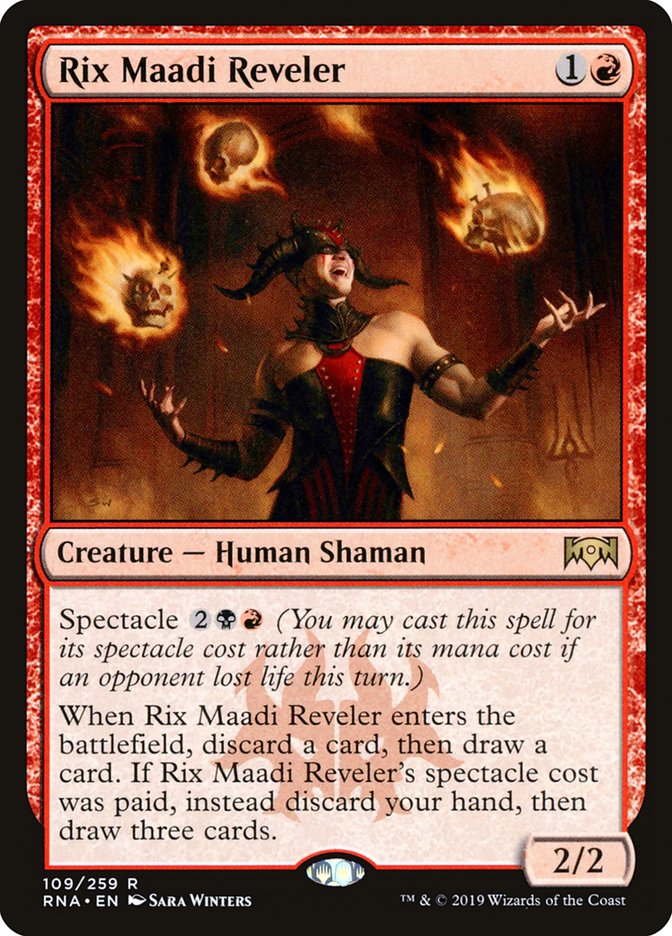 Rix Maadi Reveler 1
SW
Creature — Human Shaman
Spectacle 2 (You may cast this spell for
its spectacle cost rather than its mana cost if
an opponent lost life this turn.)
When Rix Maadi Reveler enters the
battlefield, discard a card, then draw a
card. If Rix Maadi Reveler's spectacle cost
was paid, instead discard your hand, then
draw three cards.
2/2
109/259 R
RNA • EN Sara Winters
™ & © 2019 Wizards of the Coast